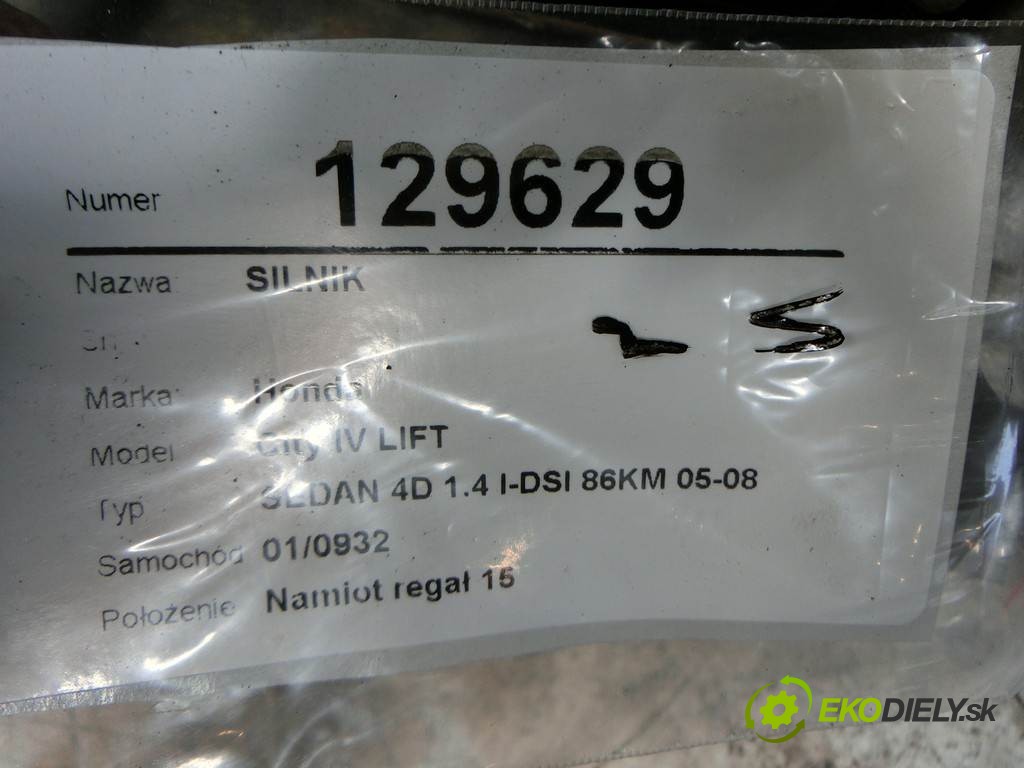 Numer 129629
Nazwa: SILNIK
Marka: Honda
Model City IV LIFT
Typ SEDAN 4D 1.4 I-DSI 86KM 05-08
Samochód 01/0932
Położenie Namiot regał 15
EKODIELY.sk